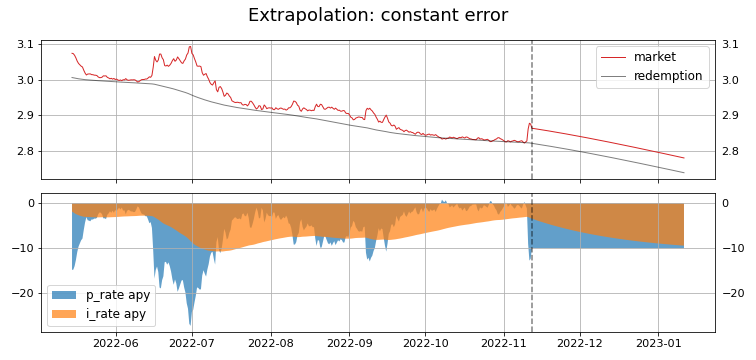 Extrapolation: constant error
3.1
3.0
2.9
2.8
3.1
3.0
2.9
2.8
market
redemption
0
−10
−20
0
−10
−20
p_rate apy
i_rate apy
2022-06 2022-07 2022-08 2022-09 2022-10 2022-11 2022-12 2023-01